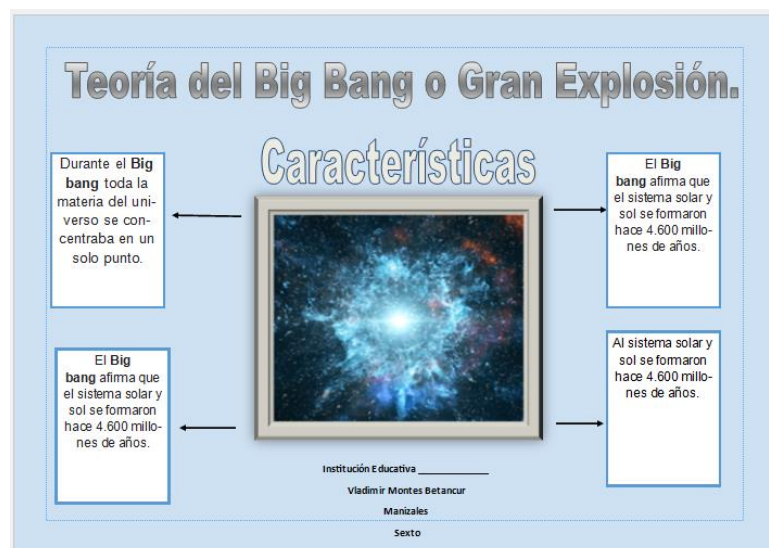 Teoría del Big Bang o Gran Explosión.
Características
Durante el Big
bang toda la
materia del uni-
verso se con-
centraba en un
solo punto.
El Big
bang afirma que
el sistema solar y
sol se formaron
hace 4.600 millo-
nes de años.
El Big
bang afirma que
el sistema solar y
sol se formaron
hace 4.600 millo-
nes de años.
Al sistema solar y
sol se formaron
hace 4.600 millo-
nes de años.
Institución Educativa _____________
Vladimir Montes Betancur
Manizales
Sexto